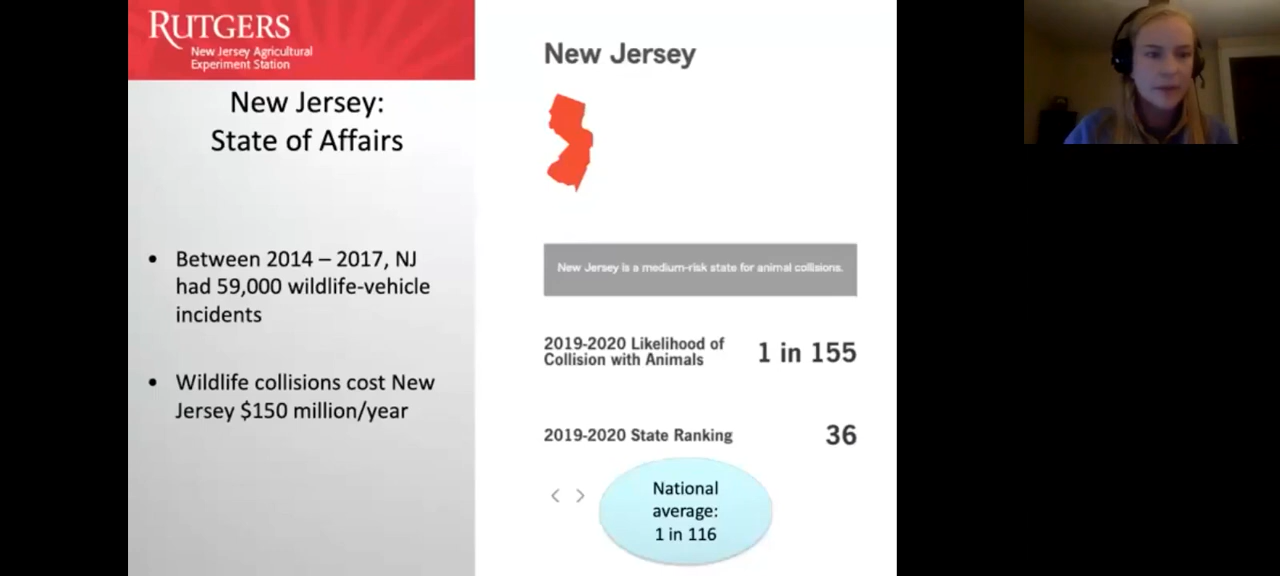 RUTGERS
New Jersey Agricultural
Experiment Station
New Jersey:
State of Affairs
• Between 2014 – 2017, NJ
had 59,000 wildlife-vehicle
incidents
• Wildlife collisions cost New
Jersey $150 million/year
New Jersey
New Jersey is a medium-risk state for animal collisions.
2019-2020 Likelihood of
Collision with Animals
1 in 155
2019-2020 State Ranking
36
National
average:
1 in 116